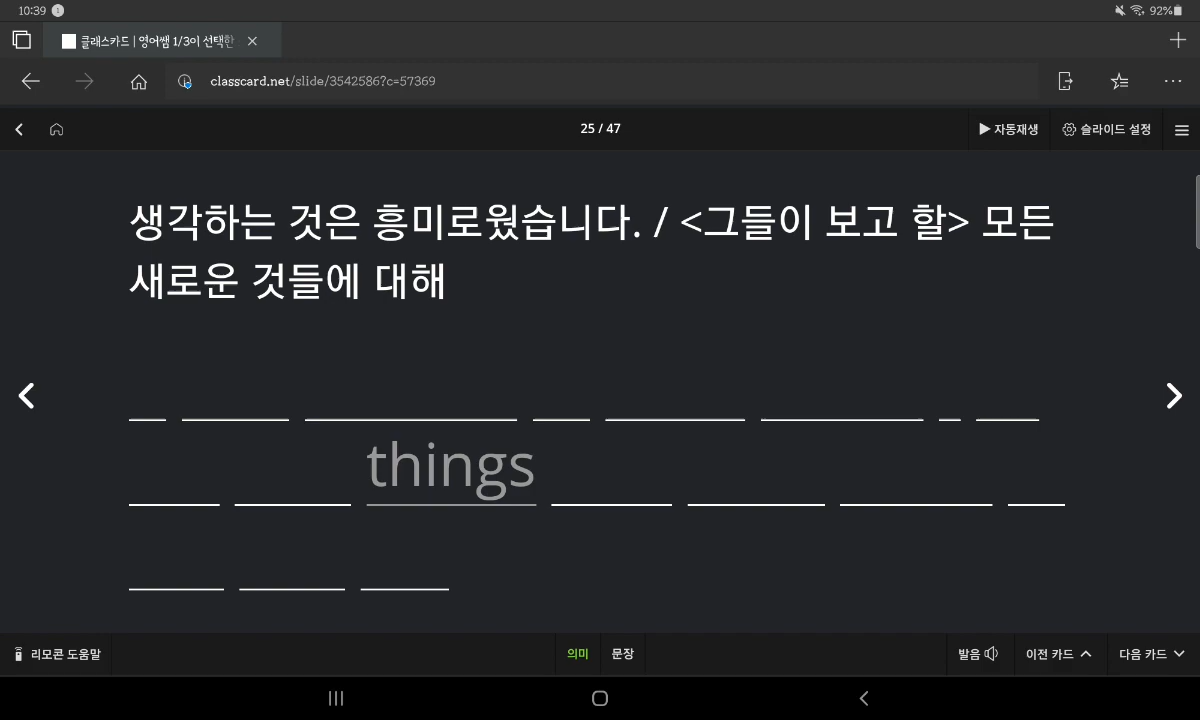 10:39 1 92%
클래스카드 | 영어쌤 1/3이 선택한
classcard.net/slide/3542586?c=57369
25 / 47 자동재생 슬라이드 설정
생각하는 것은 흥미로웠습니다. / <그들이 보고 할> 모든
새로운 것들에 대해
things
리모콘 도움말 의미 문장 발음 이전 카드 다음 카드